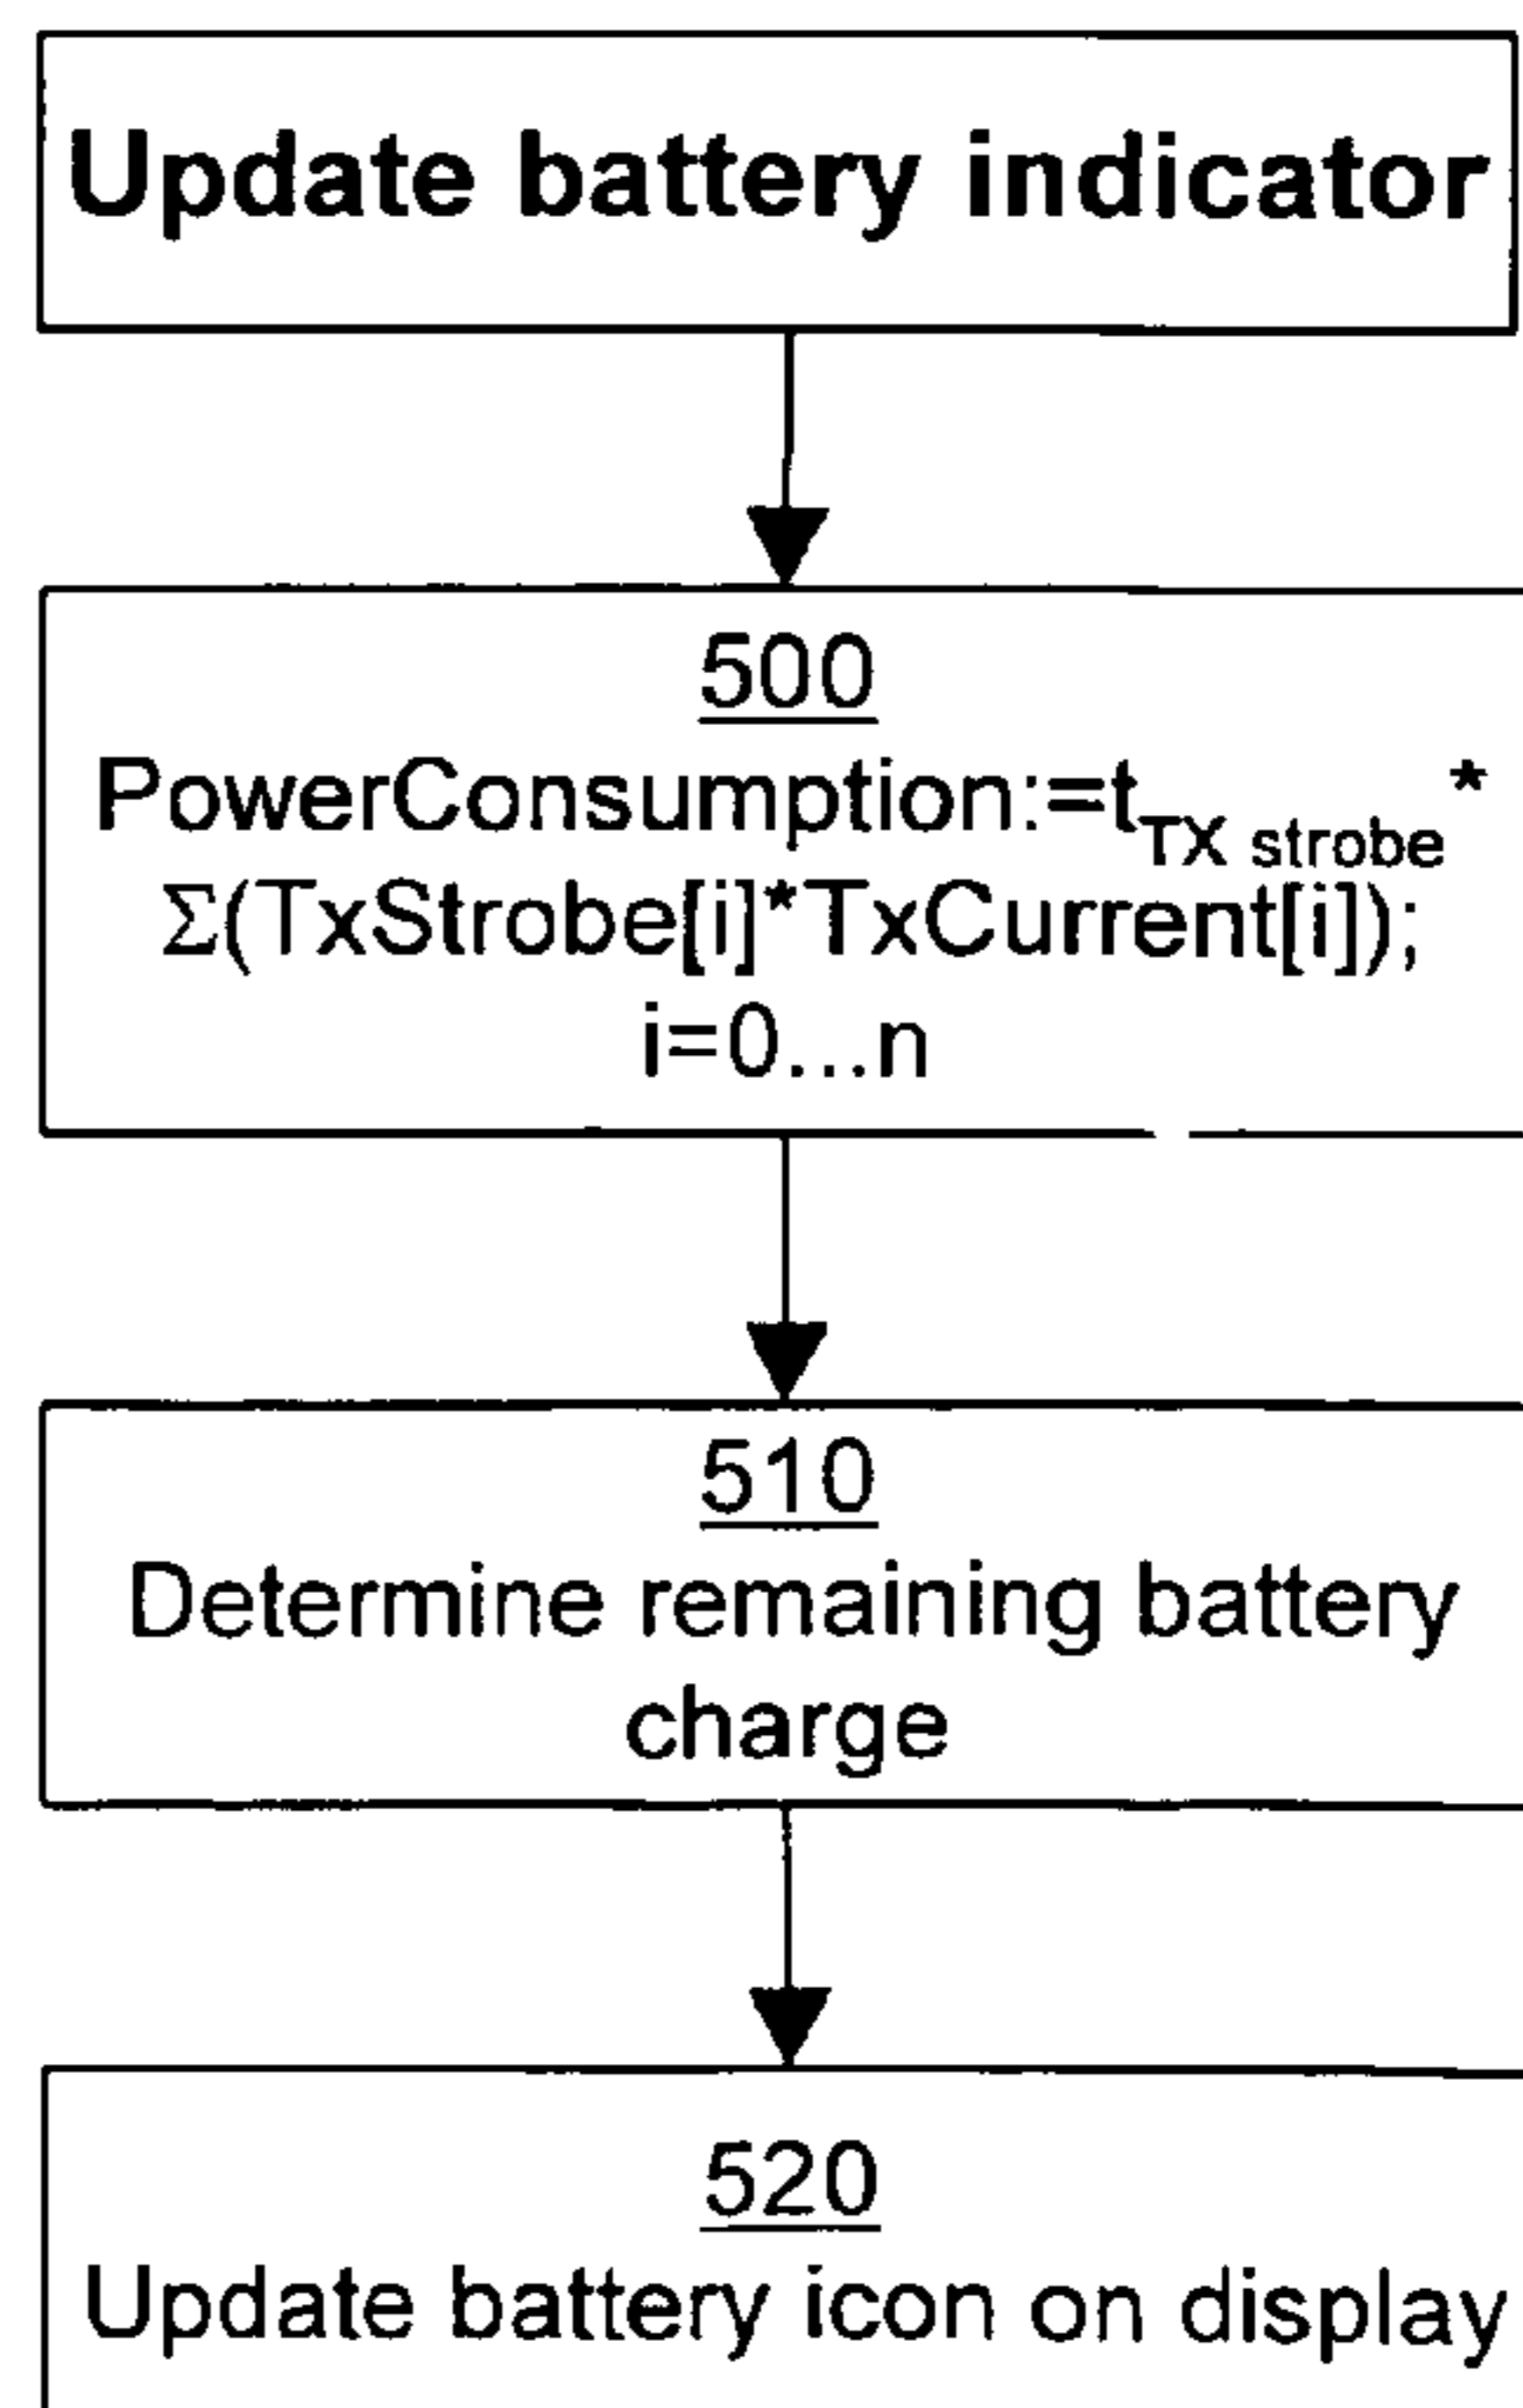 Update battery indicator
500
PowerConsumption:=t_TX strobe *
Σ(TxStrobe[i]*TxCurrent[i]);
i=0...n
510
Determine remaining battery
charge
520
Update battery icon on display